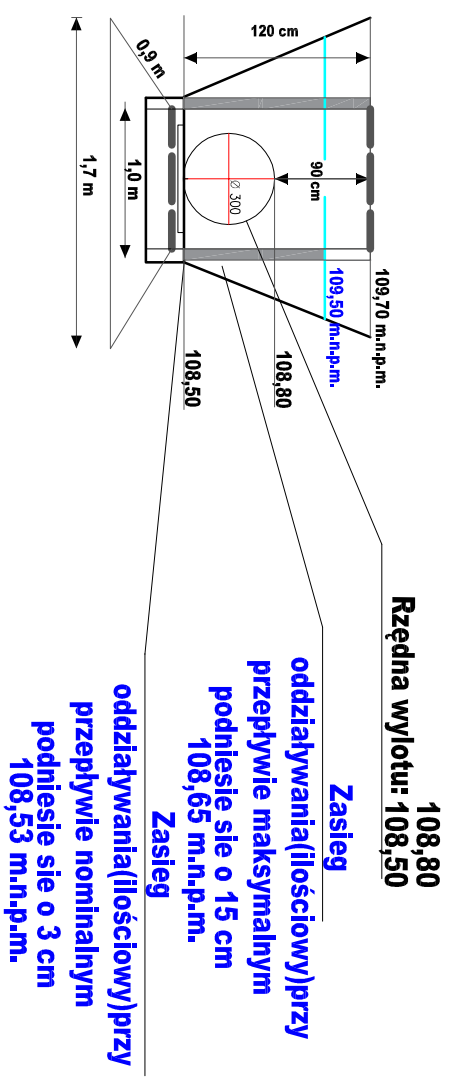 120 cm
0,9 m
1,0 m
1,7 m
90 cm
Ø 300
109,70 m.n.p.m.
109,50 m.n.p.m.
108,80
108,50
108,80
Rzędna wylotu: 108,50
Zasieg
oddziaływania(ilościowy)przy
przepływie maksymalnym
podniesie sie o 15 cm
108,65 m.n.p.m.
Zasieg
oddziaływania(ilościowy)przy
przepływie nominalnym
podniesie sie o 3 cm
108,53 m.n.p.m.